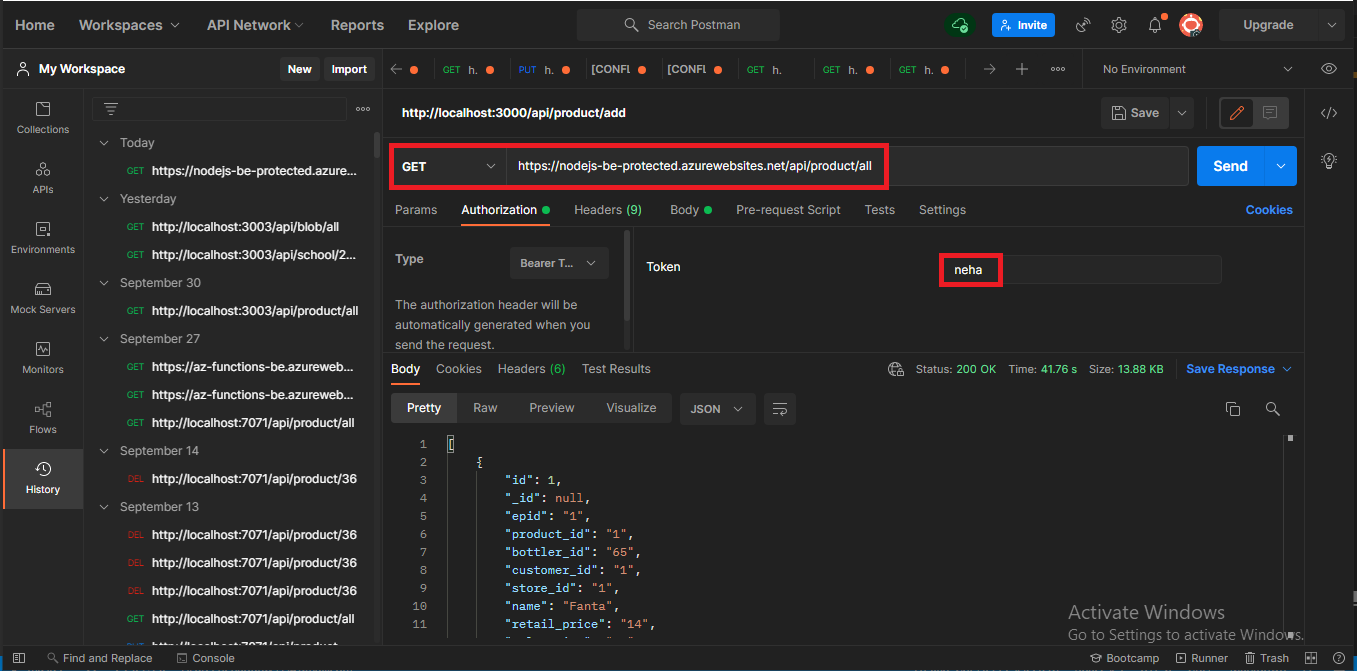 Home Workspaces API Network Reports Explore Search Postman Invite Upgrade
My Workspace New Import GET h. PUT h. [CONFL [CONFL GET h. GET h. GET h. No Environment
http://localhost:3000/api/product/add Save
Collections
APIs
Environments
Mock Servers
Monitors
Flows
History
Today
GET https://nodejs-be-protected.azure...
Yesterday
GET http://localhost:3003/api/blob/all
GET http://localhost:3003/api/school/2...
September 30
GET http://localhost:3003/api/product/all
September 27
GET https://az-functions-be.azureweb...
GET https://az-functions-be.azureweb...
GET http://localhost:7071/api/product/all
September 14
DEL http://localhost:7071/api/product/36
September 13
DEL http://localhost:7071/api/product/36
DEL http://localhost:7071/api/product/36
DEL http://localhost:7071/api/product/36
GET http://localhost:7071/api/product/all
GET https://nodejs-be-protected.azurewebsites.net/api/product/all Send
Params Authorization Headers (9) Body Pre-request Script Tests Settings Cookies
Type Bearer T... Token neha
The authorization header will be
automatically generated when you
send the request.
Body Cookies Headers (6) Test Results Status: 200 OK Time: 41.76 s Size: 13.88 KB Save Response
Pretty Raw Preview Visualize JSON
1 [
2 {
3 "id": 1,
4 "_id": null,
5 "epid": "1",
6 "product_id": "1",
7 "bottler_id": "65",
8 "customer_id": "1",
9 "store_id": "1",
10 "name": "Fanta",
11 "retail_price": "14",
Activate Windows
Go to Settings to activate Windows.
Find and Replace Console Bootcamp Runner Trash